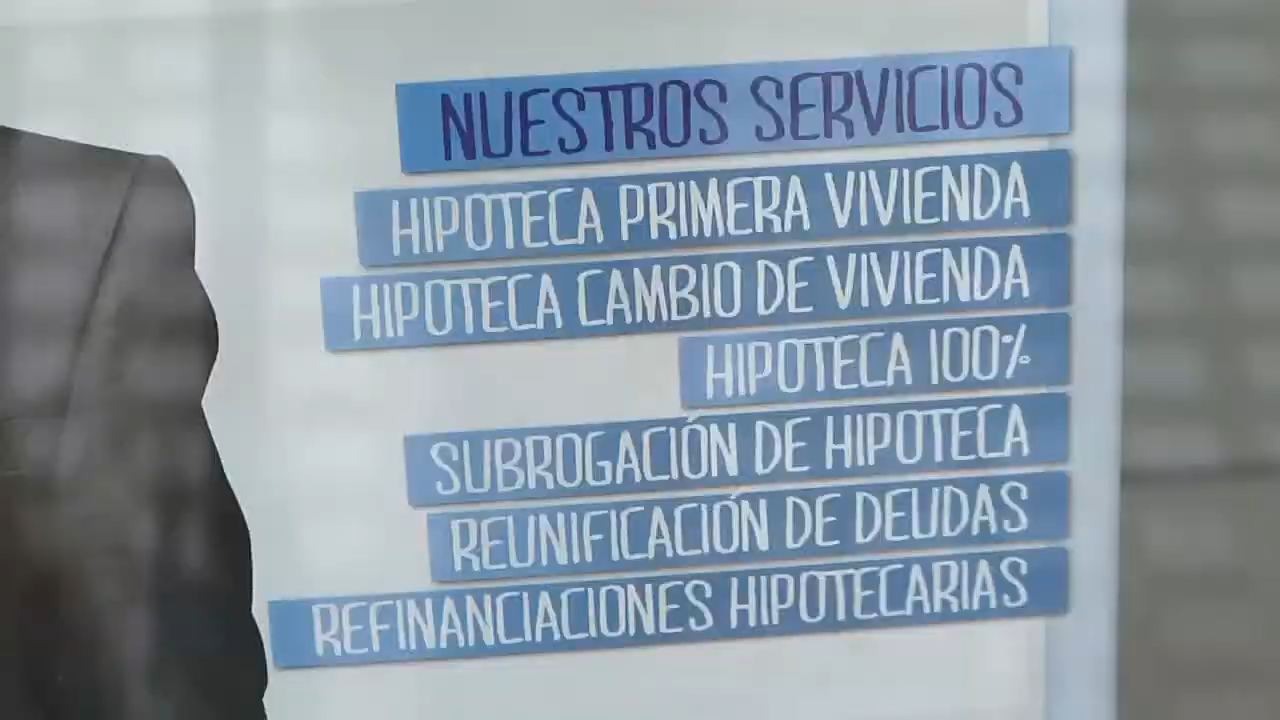 NUESTROS SERVICIOS
HIPOTECA PRIMERA VIVIENDA
HIPOTECA CAMBIO DE VIVIENDA
HIPOTECA 100%
SUBROGACIÓN DE HIPOTECA
REUNIFICACIÓN DE DEUDAS
REFINANCIACIONES HIPOTECARIAS